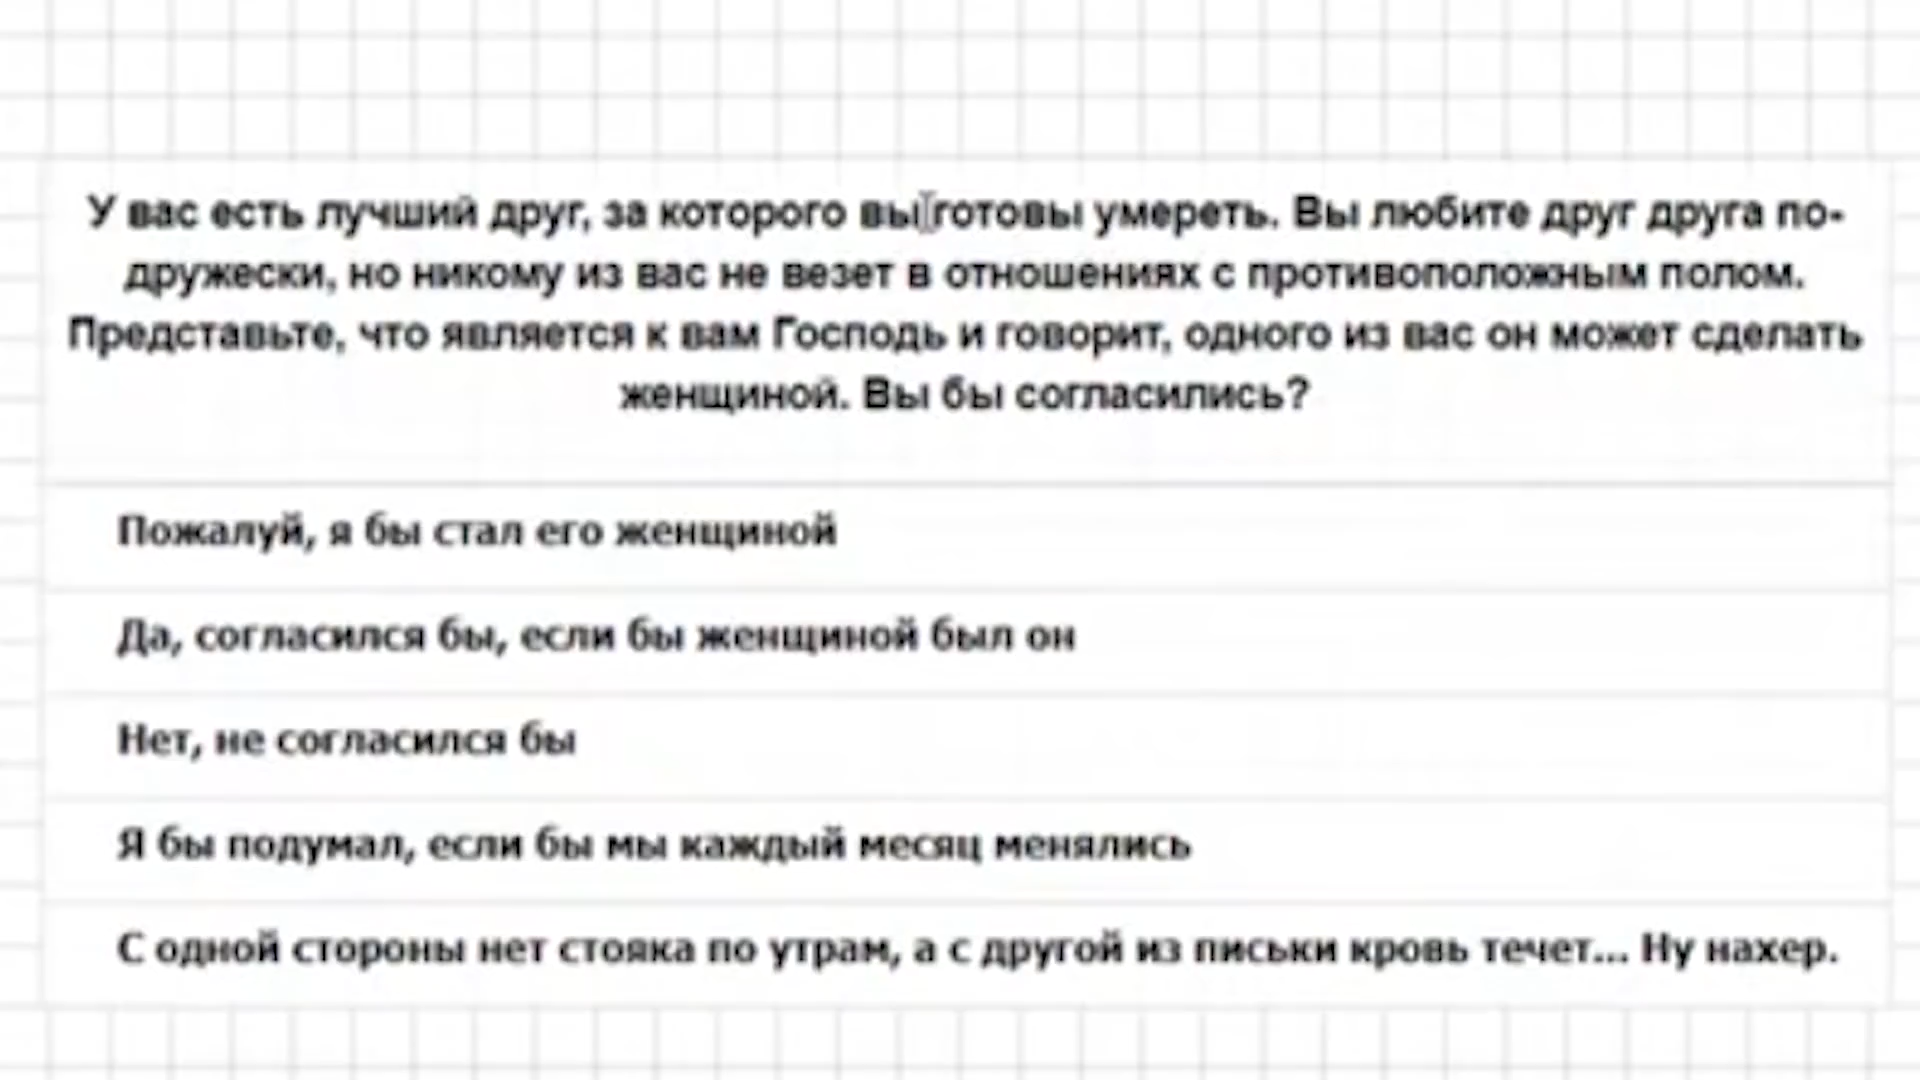 У вас есть лучший друг, за которого вы готовы умереть. Вы любите друг друга по-
дружески, но никому из вас не везет в отношениях с противоположным полом.
Представьте, что является к вам Господь и говорит, одного из вас он может сделать
женщиной. Вы бы согласились?
Пожалуй, я бы стал его женщиной
Да, согласился бы, если бы женщиной был он
Нет, не согласился бы
Я бы подумал, если бы мы каждый месяц менялись
С одной стороны нет стояка по утрам, а с другой из письки кровь течет... Ну нахер.